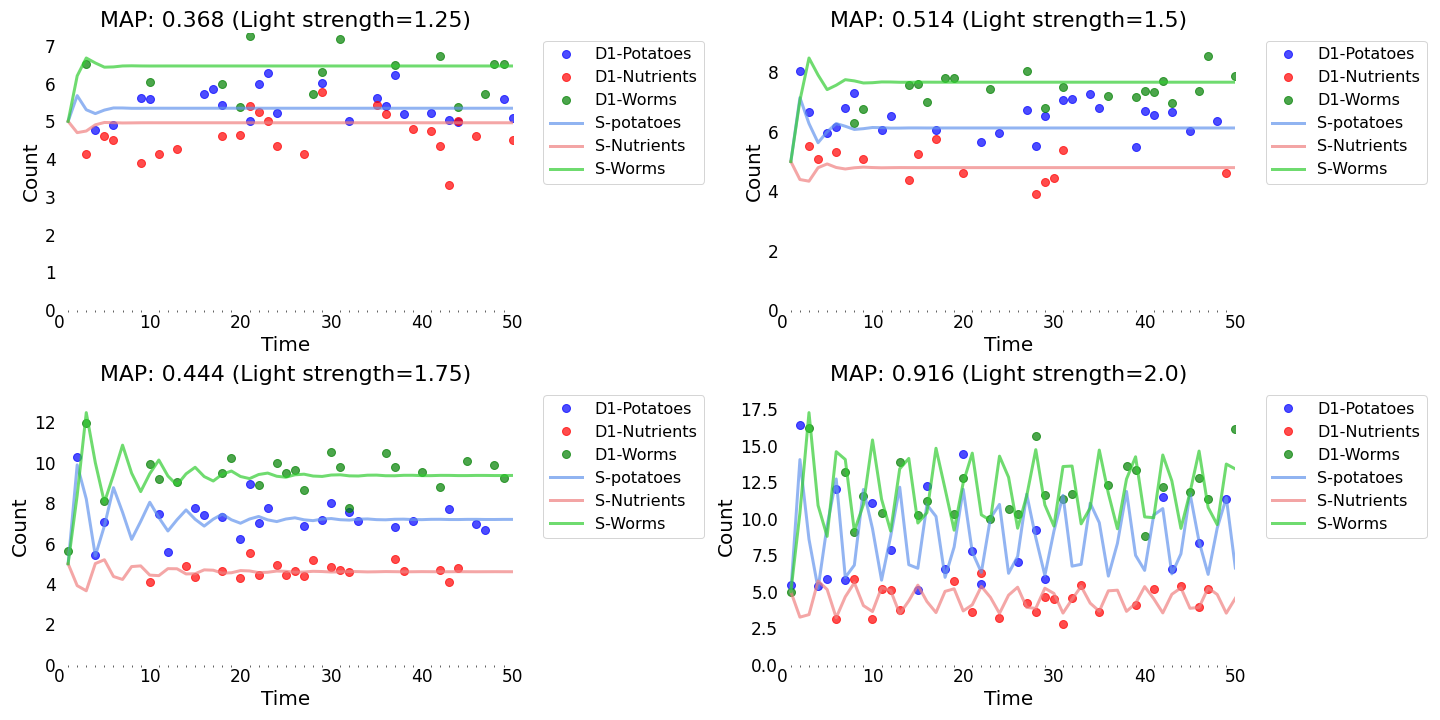 MAP: 0.368 (Light strength=1.25)
7
6
5
4
3
2
1
0
Count
0 10 20 30 40 50
Time
D1-Potatoes
D1-Nutrients
D1-Worms
S-potatoes
S-Nutrients
S-Worms
MAP: 0.514 (Light strength=1.5)
8
6
4
2
0
Count
0 10 20 30 40 50
Time
D1-Potatoes
D1-Nutrients
D1-Worms
S-potatoes
S-Nutrients
S-Worms
MAP: 0.444 (Light strength=1.75)
12
10
8
6
4
2
0
Count
0 10 20 30 40 50
Time
D1-Potatoes
D1-Nutrients
D1-Worms
S-potatoes
S-Nutrients
S-Worms
MAP: 0.916 (Light strength=2.0)
17.5
15.0
12.5
10.0
7.5
5.0
2.5
0.0
Count
0 10 20 30 40 50
Time
D1-Potatoes
D1-Nutrients
D1-Worms
S-potatoes
S-Nutrients
S-Worms